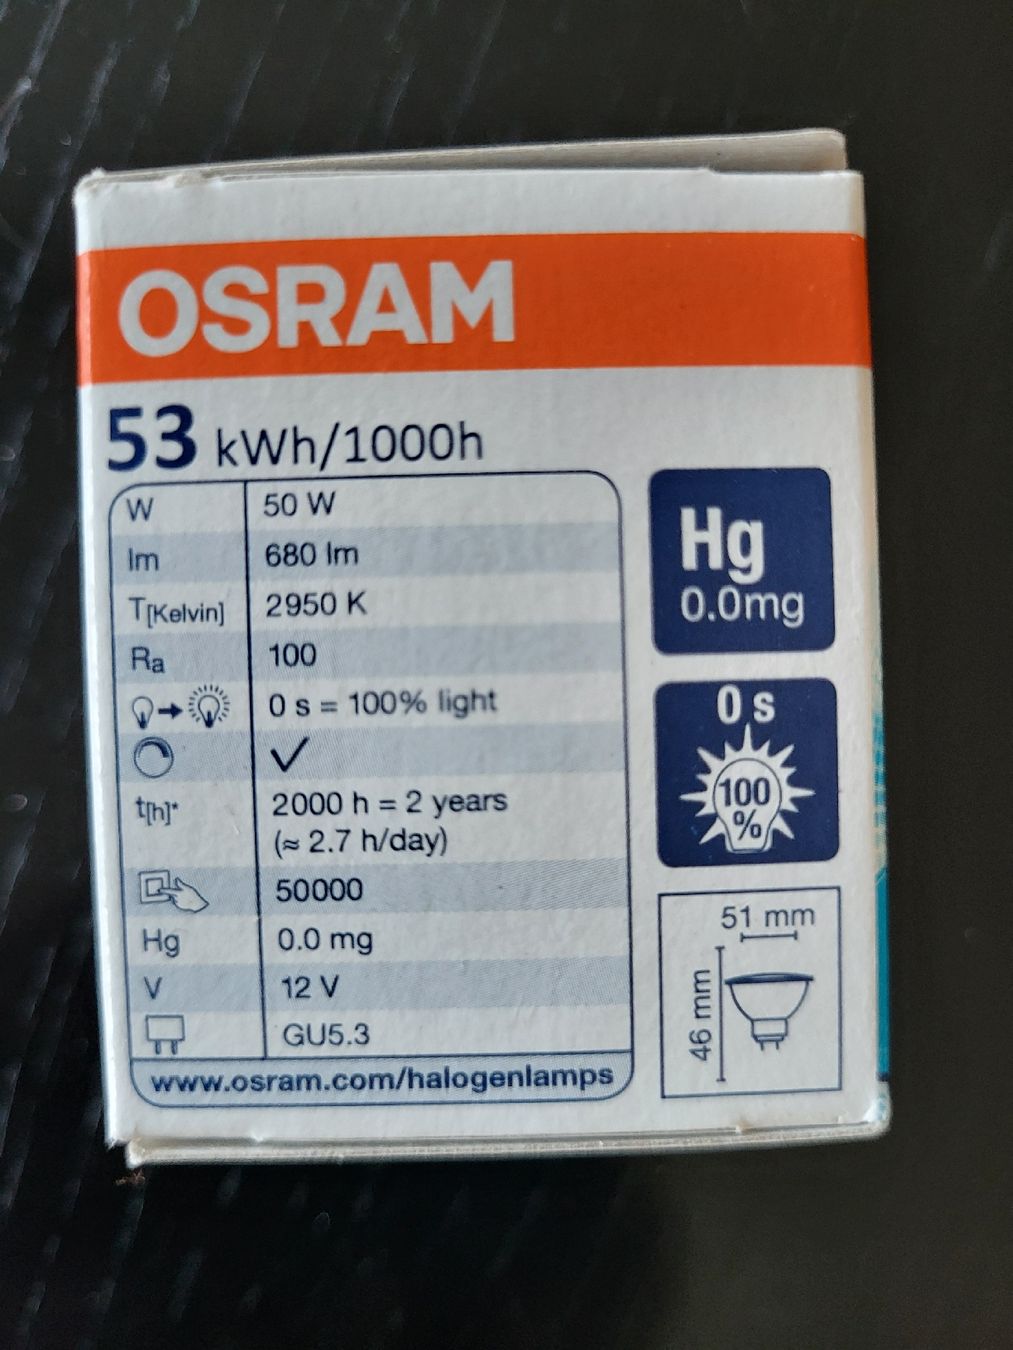 OSRAM
53 kWh/1000h
W 50 W
lm 680 lm
T[Kelvin] 2950 K
Ra 100
0 s = 100% light
t[h]* 2000 h = 2 years
(≈ 2.7 h/day)
50000
Hg 0.0 mg
V 12 V
GU5.3
www.osram.com/halogenlamps
Hg
0.0mg
0 s
100
%
51 mm
46 mm